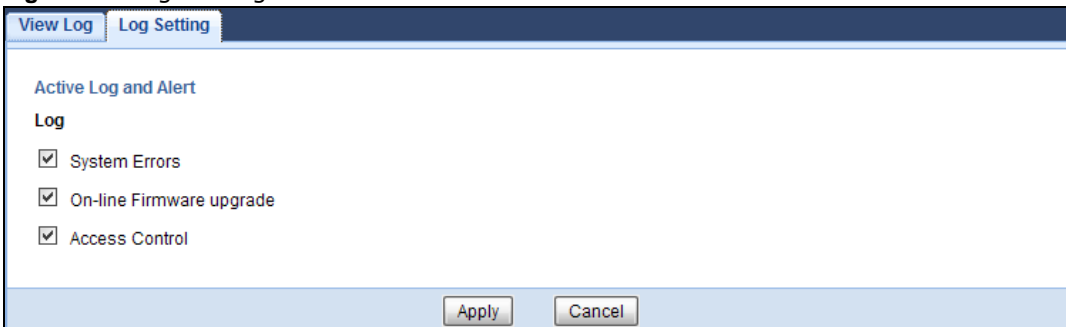 View Log Log Setting
Active Log and Alert
Log
System Errors
On-line Firmware upgrade
Access Control
Apply Cancel